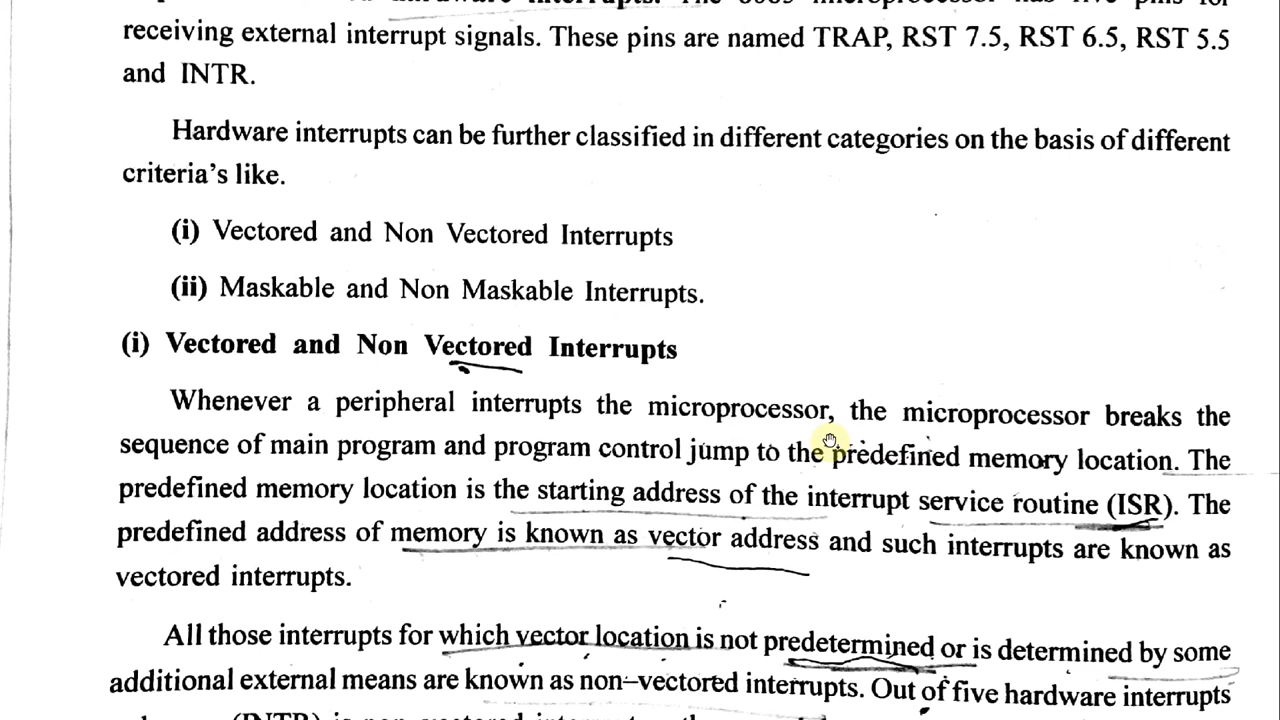 microprocessor has five pins for
receiving external interrupt signals. These pins are named TRAP, RST 7.5, RST 6.5, RST 5.5
and INTR.
Hardware interrupts can be further classified in different categories on the basis of different
criteria's like.
(i) Vectored and Non Vectored Interrupts
(ii) Maskable and Non Maskable Interrupts.
(i) Vectored and Non Vectored Interrupts
Whenever a peripheral interrupts the microprocessor, the microprocessor breaks the
sequence of main program and program control jump to the predefined memory location. The
predefined memory location is the starting address of the interrupt service routine (ISR). The
predefined address of memory is known as vector address and such interrupts are known as
vectored interrupts.
All those interrupts for which vector location is not predetermined or is determined by some
additional external means are known as non-vectored interrupts. Out of five hardware interrupts